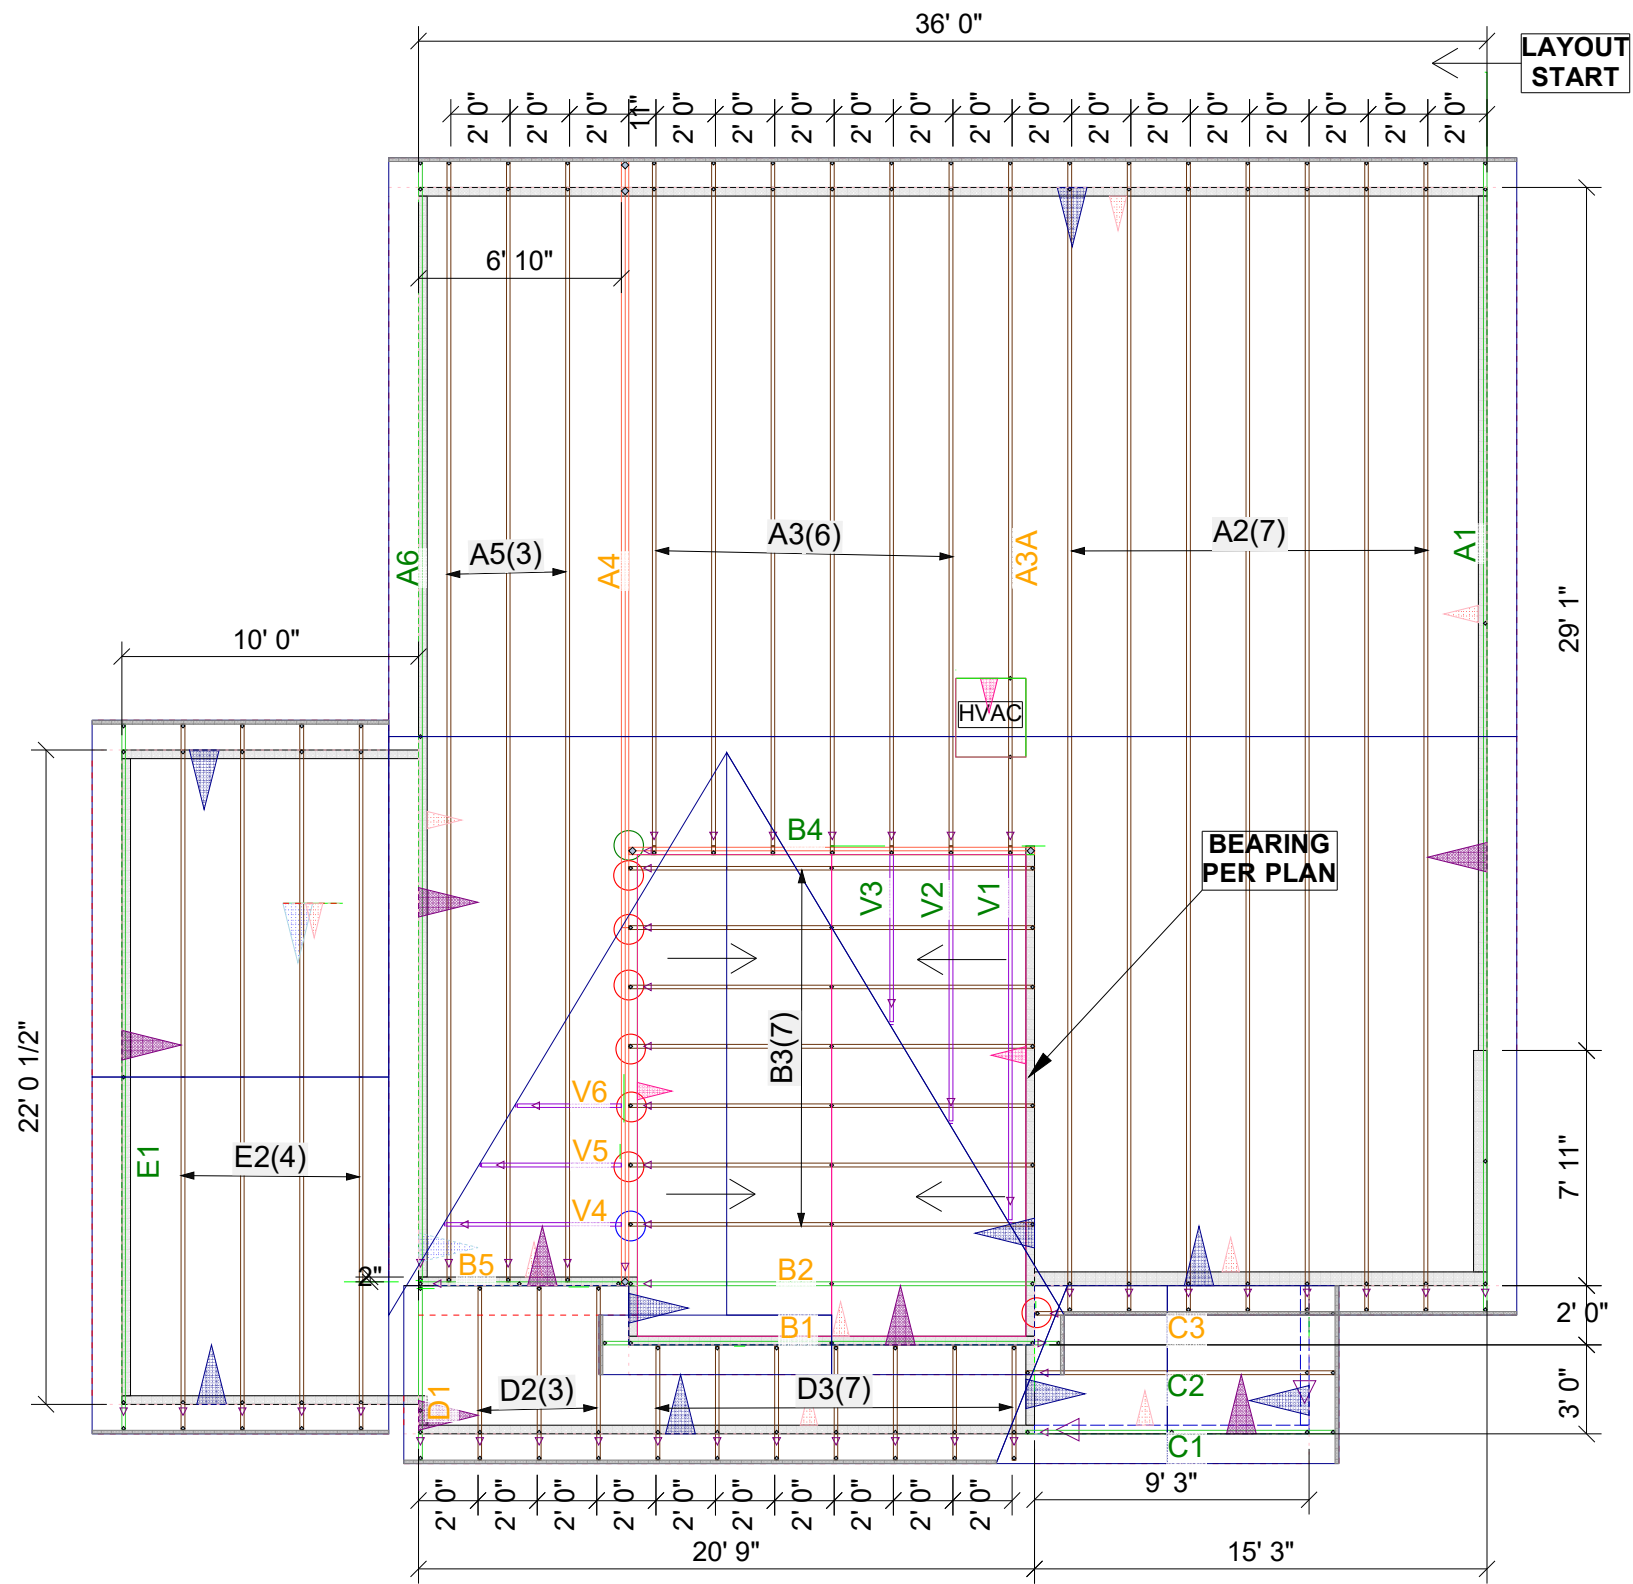 36' 0"
LAYOUT
START
2' 0"
2' 0"
2' 0"
11"
2' 0"
2' 0"
2' 0"
2' 0"
2' 0"
2' 0"
2' 0"
2' 0"
2' 0"
2' 0"
2' 0"
2' 0"
2' 0"
2' 0"
6' 10"
A6
A5(3)
A4
A3(6)
A3A
A2(7)
A1
29' 1"
10' 0"
HVAC
B4
BEARING
PER PLAN
V3
V2
V1
22' 0 1/2"
B3(7)
V6
V5
V4
E1
E2(4)
7' 11"
2"
B5
B2
B1
C3
2' 0"
D1
D2(3)
D3(7)
C2
3' 0"
C1
2' 0"
2' 0"
2' 0"
2' 0"
2' 0"
2' 0"
2' 0"
2' 0"
2' 0"
2' 0"
9' 3"
20' 9"
15' 3"